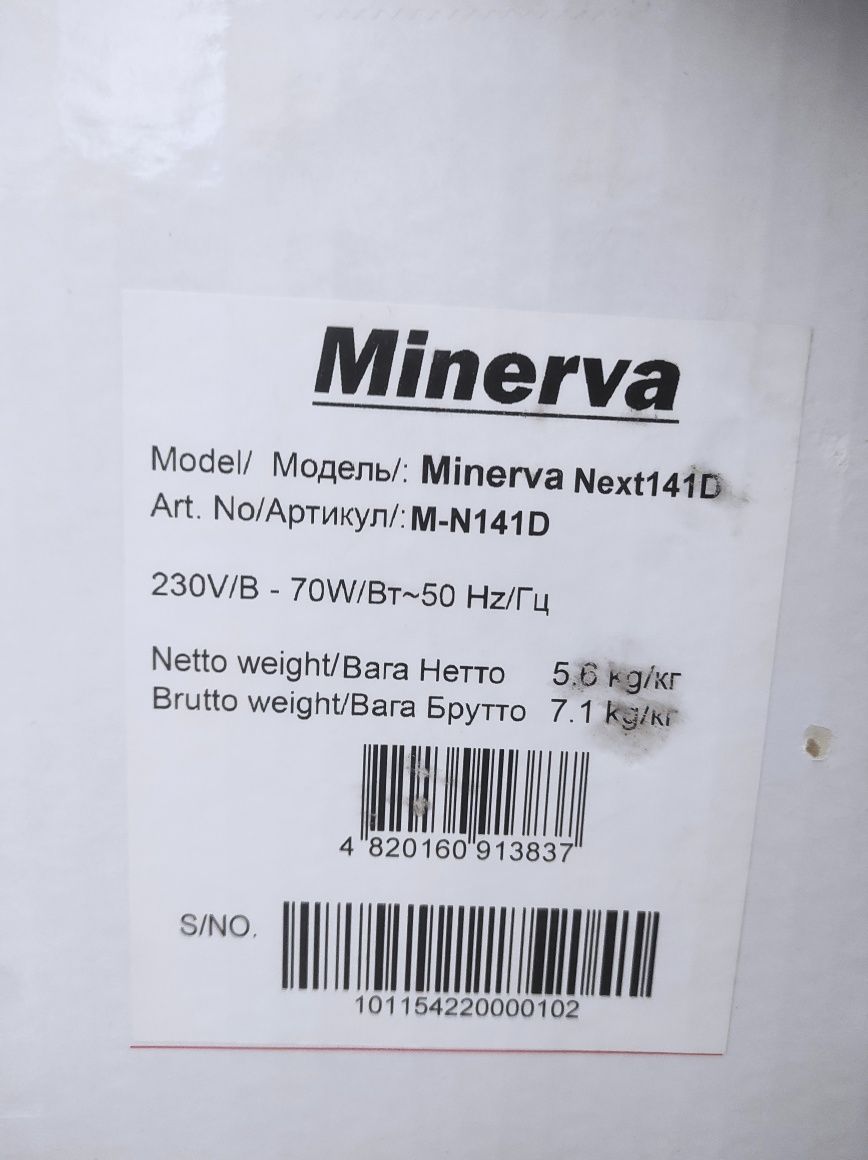 Minerva
Model/ Модель/: Minerva Next141D
Art. No/Артикул/: M-N141D
230V/В - 70W/Вт~50 Hz/Гц
Netto weight/Вага Нетто 5.6 kg/кг
Brutto weight/Вага Брутто 7.1 kg/кг
4 820160 913837
S/NO.
101154220000102